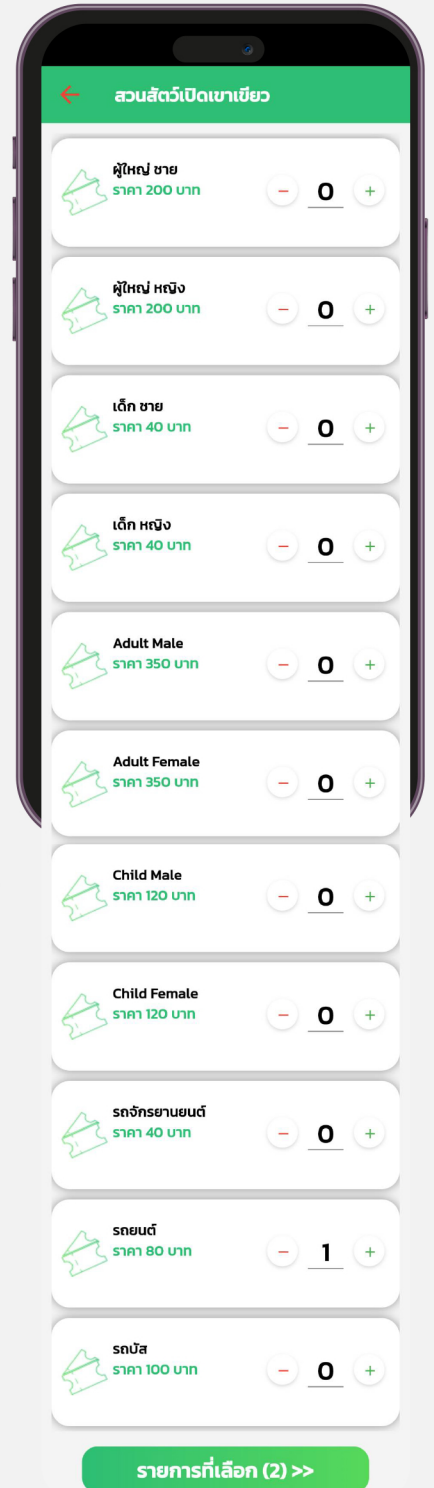 สวนสัตว์เปิดเขาเขียว
ผู้ใหญ่ ชาย
ราคา 200 บาท
0
ผู้ใหญ่ หญิง
ราคา 200 บาท
0
เด็ก ชาย
ราคา 40 บาท
0
เด็ก หญิง
ราคา 40 บาท
0
Adult Male
ราคา 350 บาท
0
Adult Female
ราคา 350 บาท
0
Child Male
ราคา 120 บาท
0
Child Female
ราคา 120 บาท
0
รถจักรยานยนต์
ราคา 40 บาท
0
รถยนต์
ราคา 80 บาท
1
รถบัส
ราคา 100 บาท
0
รายการที่เลือก (2) >>